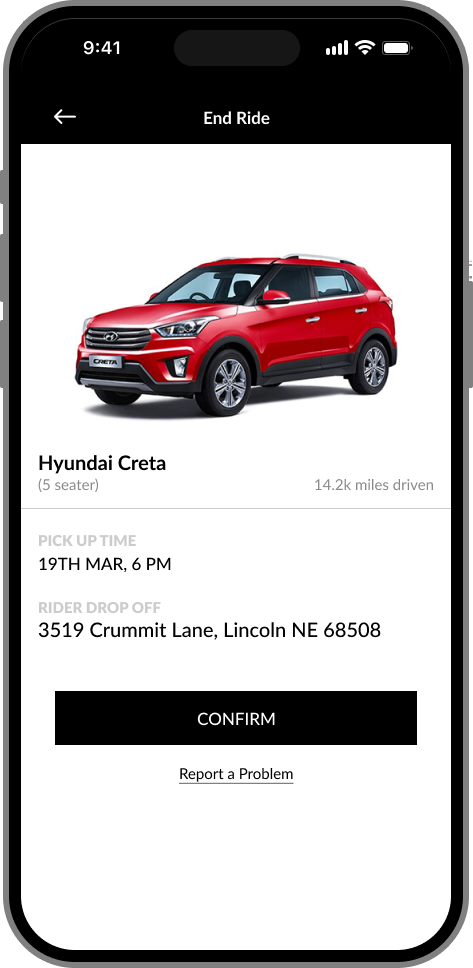 9:41
End Ride
CRETA
Hyundai Creta
(5 seater)
14.2k miles driven
PICK UP TIME
19TH MAR, 6 PM
RIDER DROP OFF
3519 Crummit Lane, Lincoln NE 68508
CONFIRM
Report a Problem